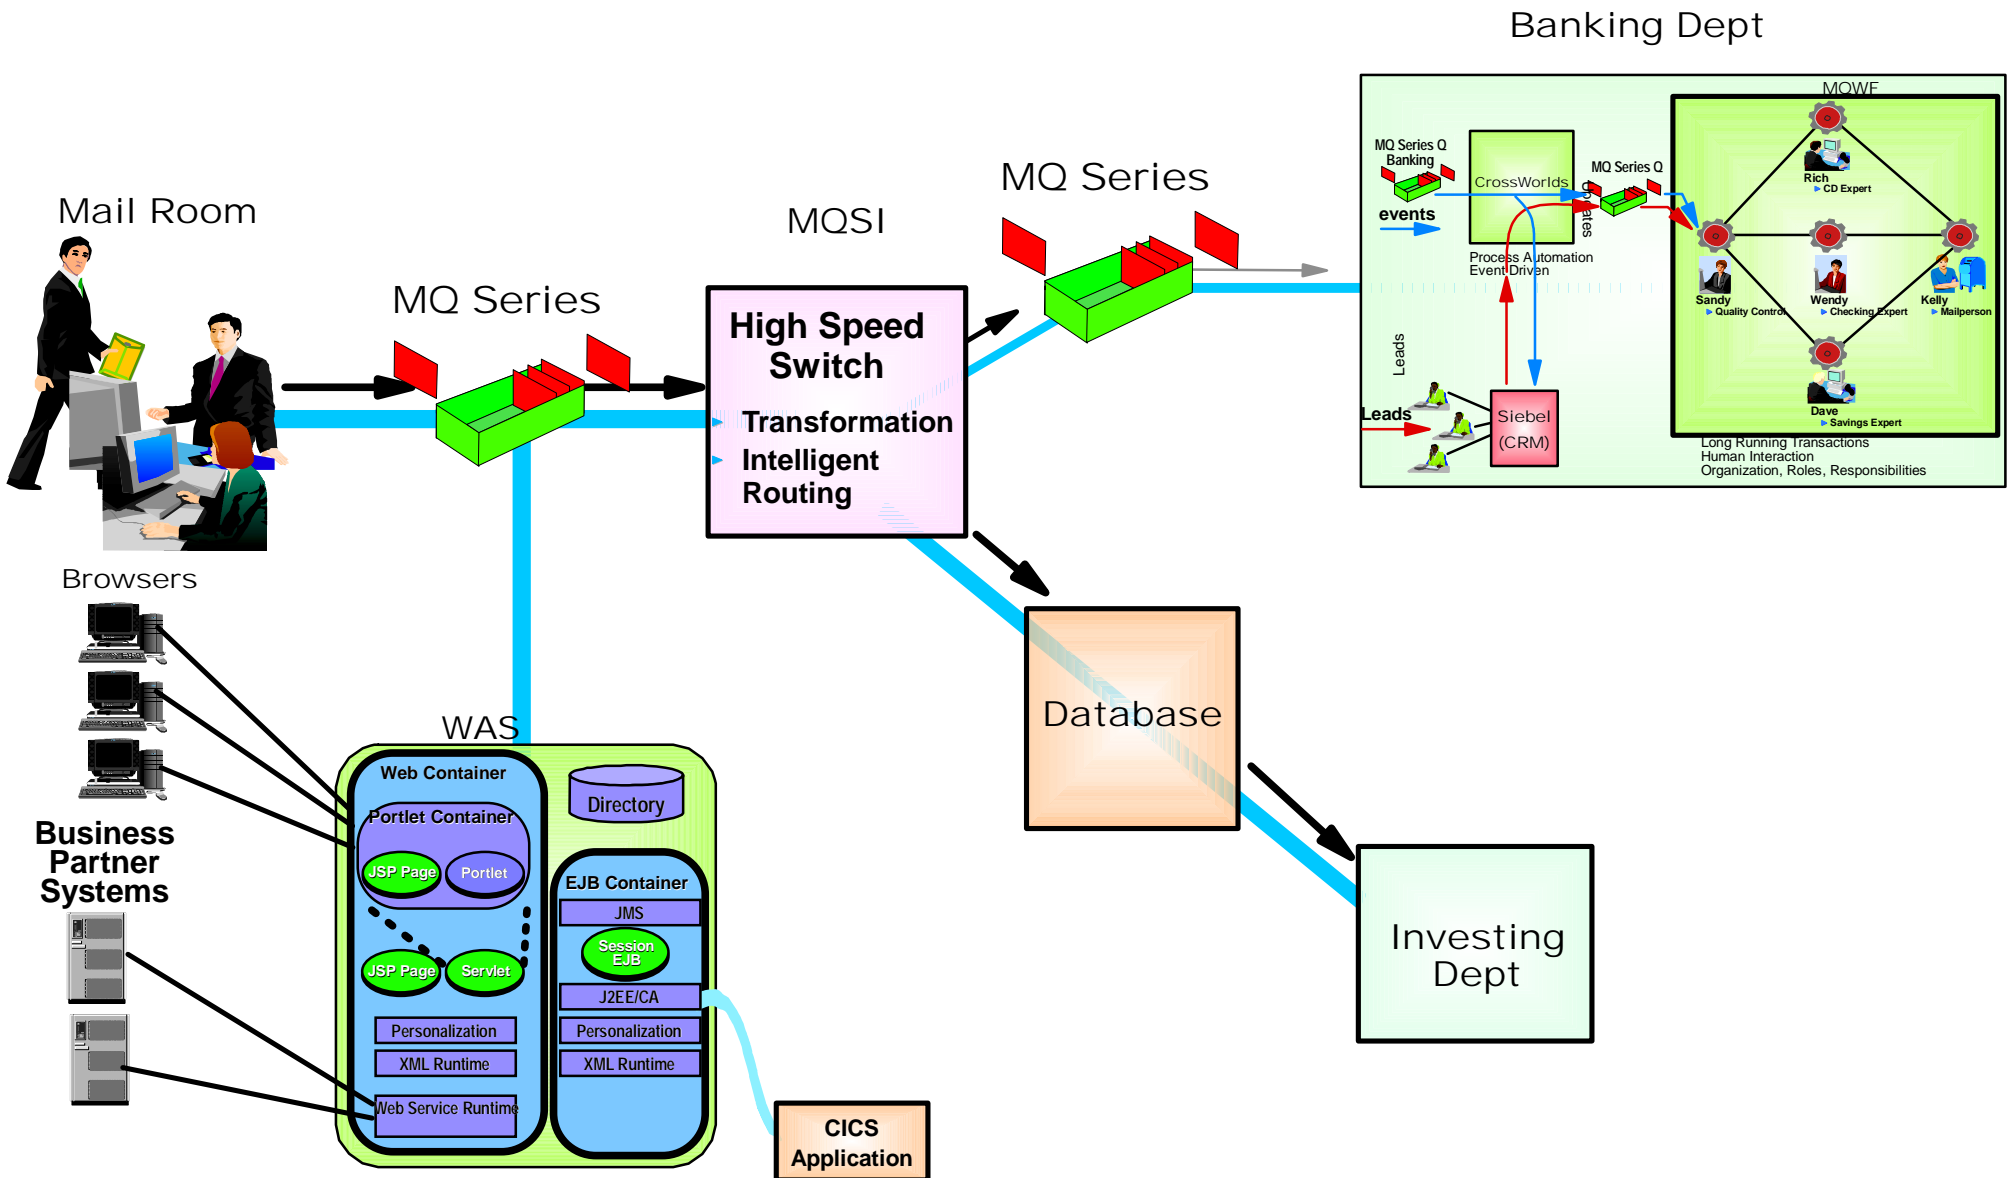 Banking Dept
MQWF
MQ Series Q
Banking
CrossWorlds
MQ Series Q
Updates
events
Process Automation
Event Driven
Rich
CD Expert
Sandy
Quality Control
Wendy
Checking Expert
Kelly
Mailperson
Dave
Savings Expert
Leads
Leads
Siebel
(CRM)
Long Running Transactions
Human Interaction
Organization, Roles, Responsibilities
MQ Series
MQSI
Mail Room
MQ Series
High Speed
Switch
Transformation
Intelligent
Routing
Browsers
Database
WAS
Web Container
Directory
Portlet Container
JSP Page
Portlet
Business
Partner
Systems
EJB Container
JMS
Session
EJB
JSP Page
Servlet
J2EE/CA
Personalization
Personalization
XML Runtime
XML Runtime
Web Service Runtime
Investing
Dept
CICS
Application